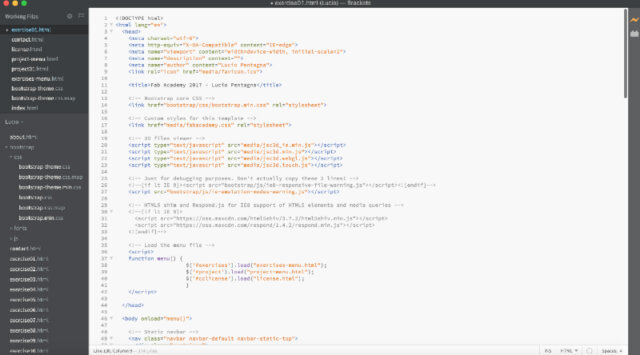 exercise01.html (Lucio) — Brackets
Working Files
exercise01.html
contact.html
license.html
project-menu.html
project01.html
exercises-menu.html
bootstrap-theme.css
bootstrap-theme.css.map
index.html
Lucio
about.html
bootstrap
css
bootstrap-theme.css
bootstrap-theme.css.map
bootstrap-theme.min.css
bootstrap.css
bootstrap.css.map
bootstrap.min.css
fonts
js
contact.html
exercise01.html
exercise02.html
exercise03.html
exercise04.html
exercise05.html
exercise06.html
exercise07.html
exercise08.html
1 <!DOCTYPE html>
2 <html lang="en">
3 <head>
4 <meta charset="utf-8">
5 <meta http-equiv="X-UA-Compatible" content="IE=edge">
6 <meta name="viewport" content="width=device-width, initial-scale=1">
7 <meta name="description" content="">
8 <meta name="author" content="Lucio Pentagna">
9 <link rel="icon" href="media/favicon.ico">
10
11 <title>Fab Academy 2017 - Lucio Pentagna</title>
12
13 <!-- Bootstrap core CSS -->
14 <link href="bootstrap/css/bootstrap.min.css" rel="stylesheet">
15
16 <!-- Custom styles for this template -->
17 <link href="media/fabacademy.css" rel="stylesheet">
18
19 <!-- 3D files viewer -->
20 <script type="text/javascript" src="media/jsc3d_ie.min.js"></script>
21 <script type="text/javascript" src="media/jsc3d.min.js"></script>
22 <script type="text/javascript" src="media/jsc3d.webgl.js"></script>
23 <script type="text/javascript" src="media/jsc3d.touch.js"></script>
24
25 <!-- Just for debugging purposes. Don't actually copy these 2 lines! -->
26 <!--[if lt IE 9]><script src="bootstrap/js/ie8-responsive-file-warning.js"></script><![endif]-->
27 <script src="bootstrap/js/ie-emulation-modes-warning.js"></script>
28
29 <!-- HTML5 shim and Respond.js for IE8 support of HTML5 elements and media queries -->
30 <!--[if lt IE 9]>
31 <script src="https://oss.maxcdn.com/html5shiv/3.7.2/html5shiv.min.js"></script>
32 <script src="https://oss.maxcdn.com/respond/1.4.2/respond.min.js"></script>
33 <![endif]-->
34
35 <!-- Load the menu file -->
36 <script>
37 function menu() {
38 $('#exercises').load("exercises-menu.html");
39 $('#project').load("project-menu.html");
40 $('#cclicense').load("license.html");
41 }
42 </script>
43
44 </head>
45
46 <body onload="menu()">
47
48 <!-- Static navbar -->
49 <nav class="navbar navbar-default navbar-static-top">
INS
HTML
Spaces: 4